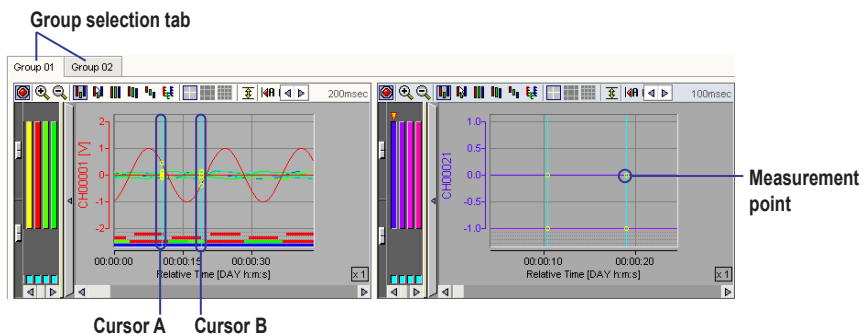 Group selection tab
Group 01 Group 02
200msec
100msec
CH00001 [V]
2
1
0
-1
-2
00:00:00 00:00:15 00:00:30
Relative Time [DAY h:m:s]
x 1
CH00021
1.0
0.5
0.0
-0.5
-1.0
00:00:10 00:00:20
Relative Time [DAY h:m:s]
x 1
Measurement
point
Cursor A Cursor B